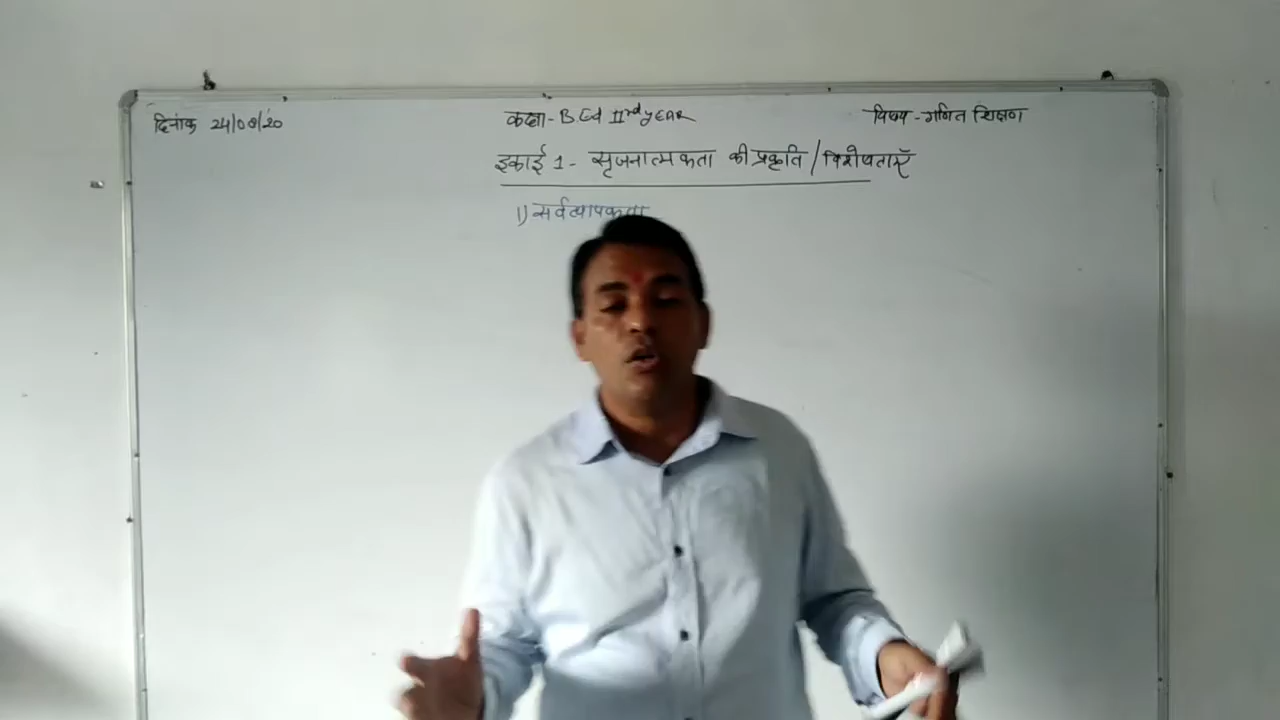 दिनांक 24/08/20
कक्षा - B.Ed IInd YEAR
विषय - गणित शिक्षण
इकाई 1 - सृजनात्मकता की प्रकृति / विशेषताएँ
1) सर्वव्यापकता